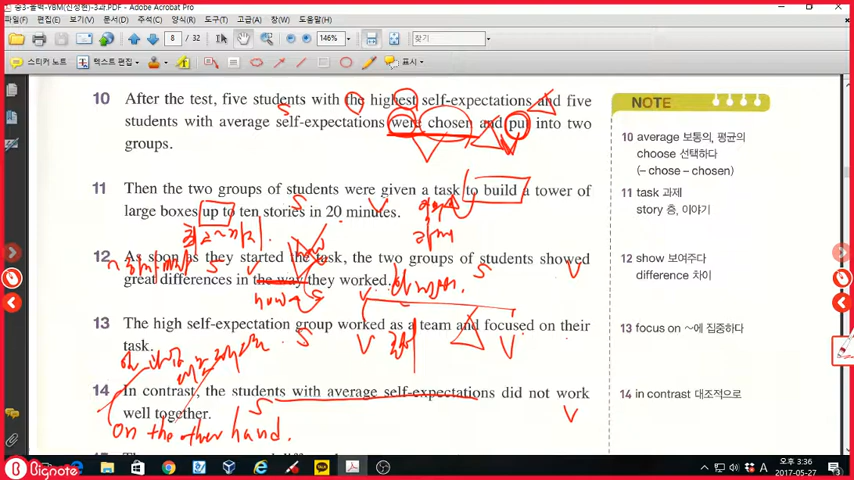 중3-올백-YBM(신정현)-3과.PDF - Adobe Acrobat Pro
파일(F) 편집(E) 보기(V) 문서(D) 주석(C) 양식(R) 도구(T) 고급(A) 창(W) 도움말(H)
8 / 32 146% 찾기
스티커 노트 텍스트 편집 표시
10 After the test, five students with the highest self-expectations and five
students with average self-expectations were chosen and put into two
groups.
11 Then the two groups of students were given a task to build a tower of
large boxes up to ten stories in 20 minutes.
12 As soon as they started the task, the two groups of students showed
great differences in the way they worked.
how
13 The high self-expectation group worked as a team and focused on their
task.
14 In contrast, the students with average self-expectations did not work
well together.
on the other hand.
NOTE
10 average 보통의, 평균의
choose 선택하다
(– chose – chosen)
11 task 과제
story 층, 이야기
12 show 보여주다
difference 차이
13 focus on ~에 집중하다
14 in contrast 대조적으로
Bignote
TALK
A 오후 3:36
2017-05-27